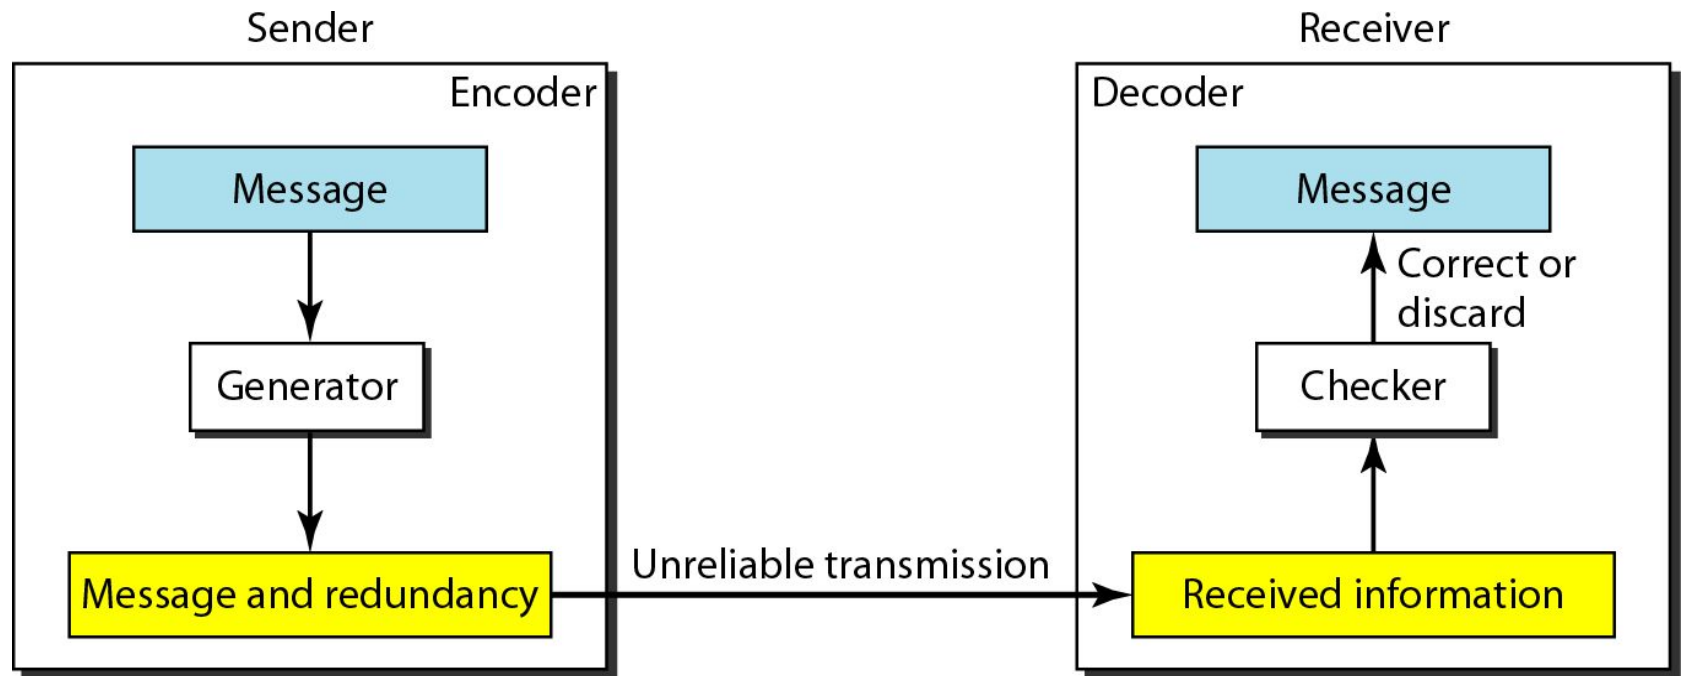 Sender
Encoder
Message
Generator
Message and redundancy
Unreliable transmission
Receiver
Decoder
Message
Correct or
discard
Checker
Received information